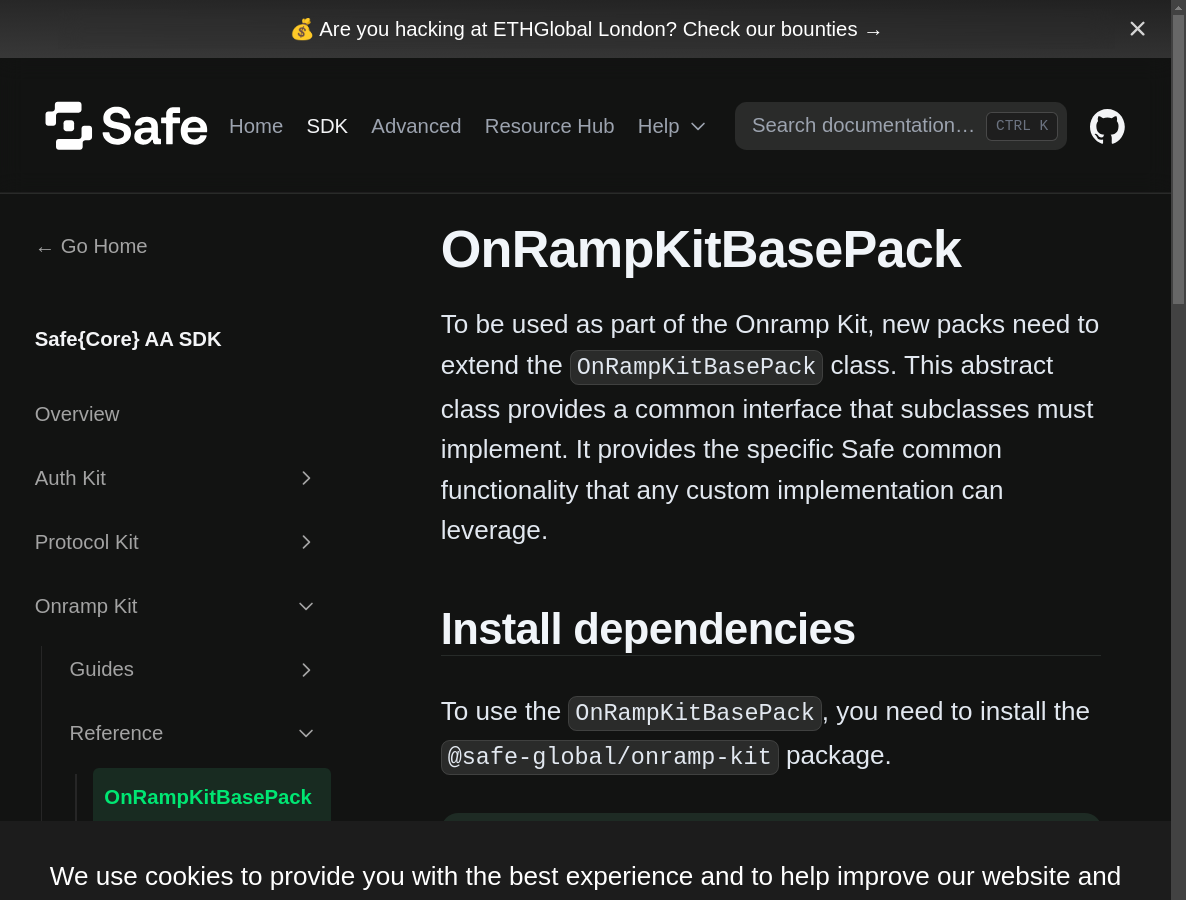 💰 Are you hacking at ETHGlobal London? Check our bounties →
Safe
Home
SDK
Advanced
Resource Hub
Help
Search documentation…
CTRL K
← Go Home
Safe{Core} AA SDK
Overview
Auth Kit
Protocol Kit
Onramp Kit
Guides
Reference
OnRampKitBasePack
OnRampKitBasePack
To be used as part of the Onramp Kit, new packs need to
extend the OnRampKitBasePack class. This abstract
class provides a common interface that subclasses must
implement. It provides the specific Safe common
functionality that any custom implementation can
leverage.
Install dependencies
To use the OnRampKitBasePack, you need to install the
@safe-global/onramp-kit package.
We use cookies to provide you with the best experience and to help improve our website and